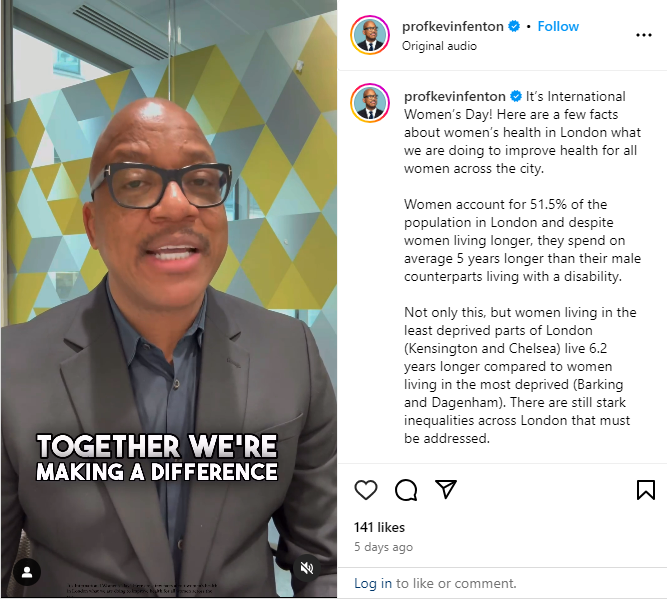 TOGETHER WE'RE
MAKING A DIFFERENCE
profkevinfenton • Follow
Original audio
profkevinfenton It’s International
Women’s Day! Here are a few facts
about women’s health in London what
we are doing to improve health for all
women across the city.
Women account for 51.5% of the
population in London and despite
women living longer, they spend on
average 5 years longer than their male
counterparts living with a disability.
Not only this, but women living in the
least deprived parts of London
(Kensington and Chelsea) live 6.2
years longer compared to women
living in the most deprived (Barking
and Dagenham). There are still stark
inequalities across London that must
be addressed.
141 likes
5 days ago
Log in to like or comment.